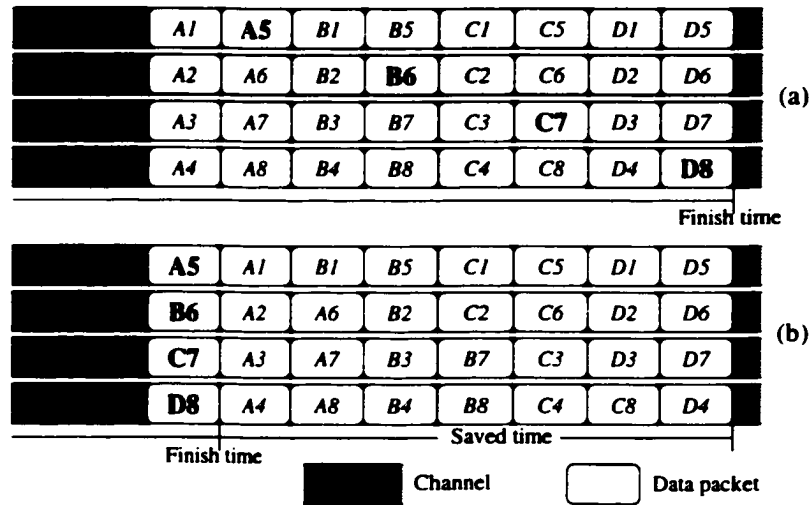 A1 A5 B1 B5 C1 C5 D1 D5
A2 A6 B2 B6 C2 C6 D2 D6
(a)
A3 A7 B3 B7 C3 C7 D3 D7
A4 A8 B4 B8 C4 C8 D4 D8
Finish time
A5 A1 B1 B5 C1 C5 D1 D5
B6 A2 A6 B2 C2 C6 D2 D6
(b)
C7 A3 A7 B3 B7 C3 D3 D7
D8 A4 A8 B4 B8 C4 C8 D4
Saved time
Finish time
Channel Data packet